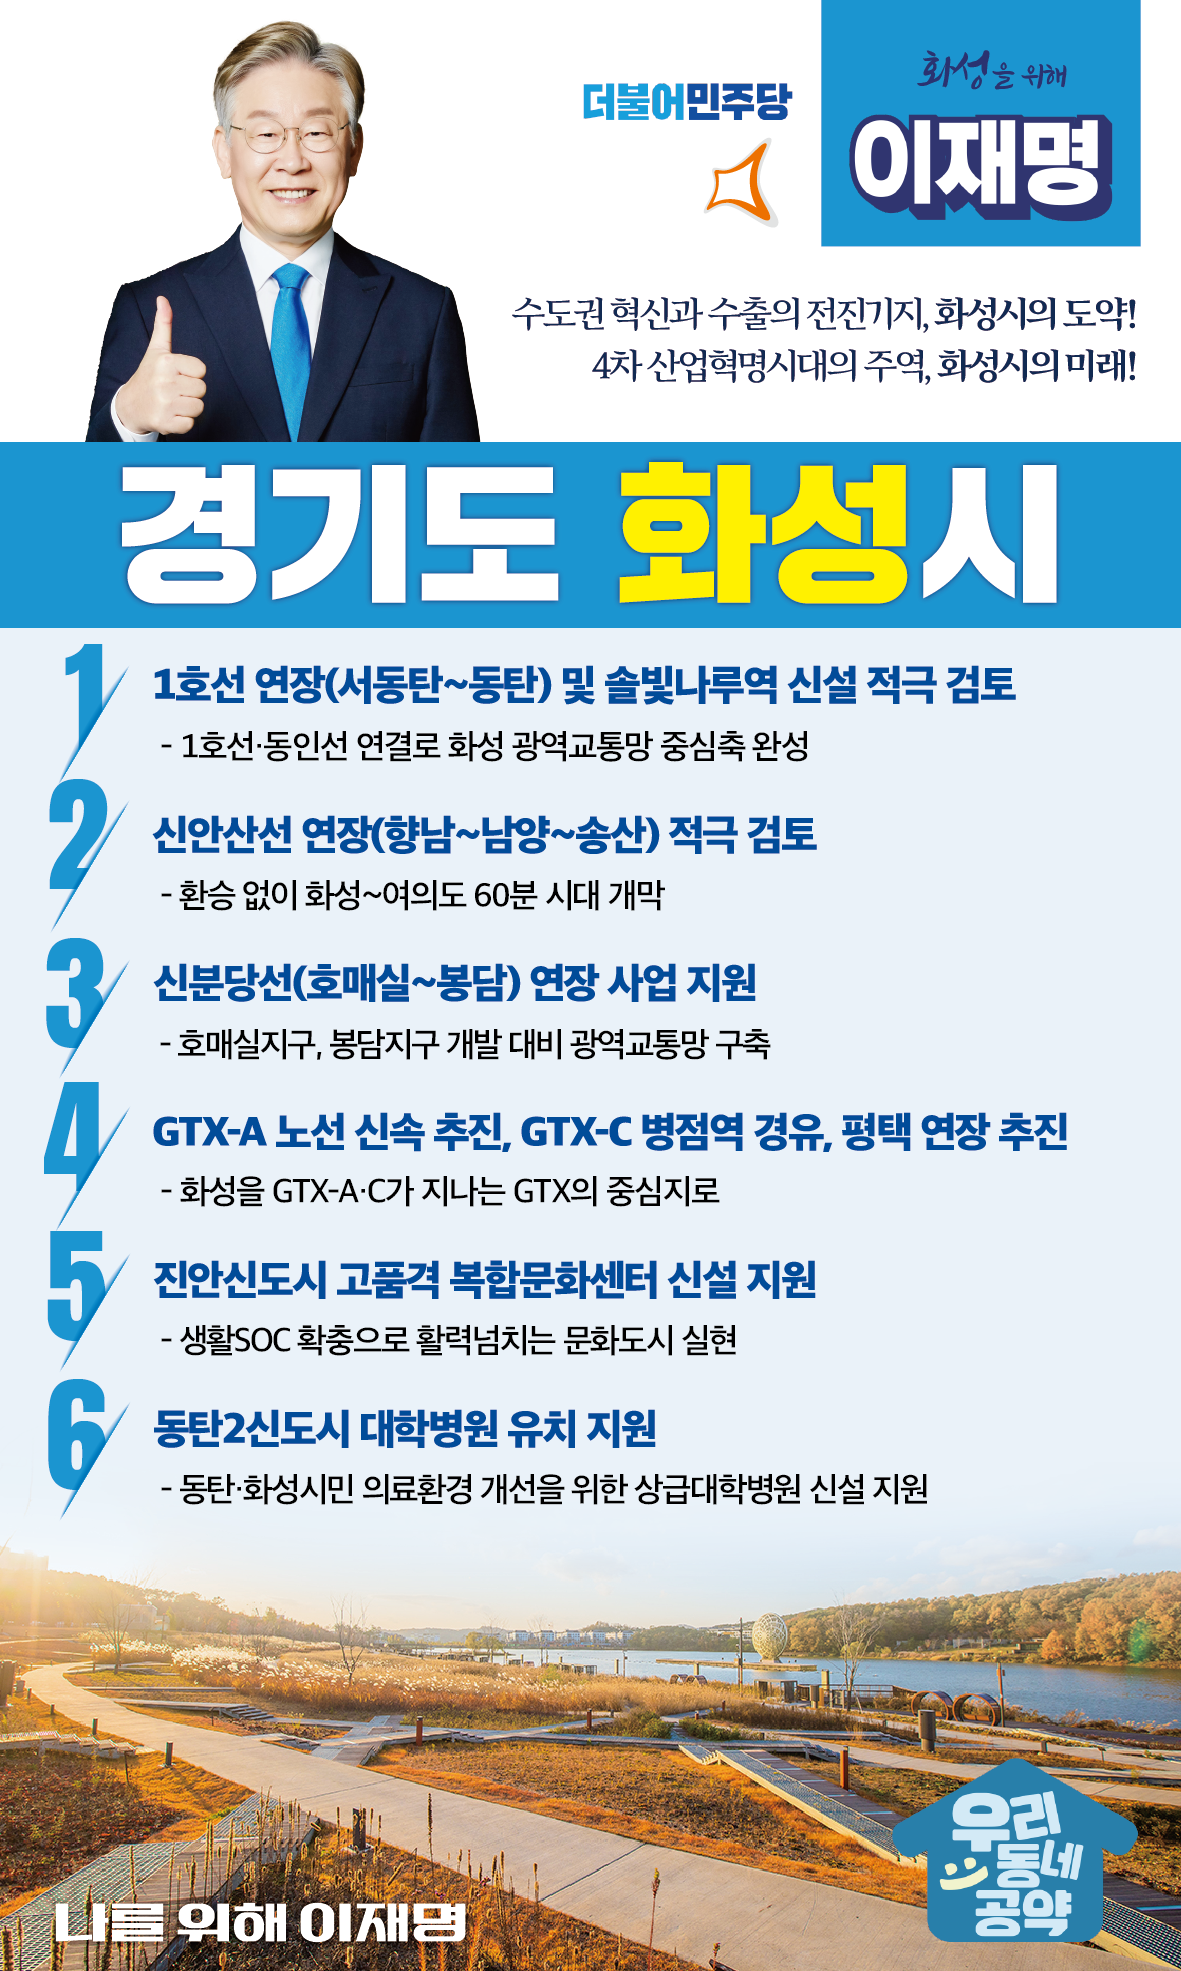 더불어민주당
화성을 위해
이재명
수도권 혁신과 수출의 전진기지, 화성시의 도약!
4차 산업혁명시대의 주역, 화성시의 미래!
경기도 화성시
1
1호선 연장(서동탄~동탄) 및 솔빛나루역 신설 적극 검토
- 1호선·동인선 연결로 화성 광역교통망 중심축 완성
2
신안산선 연장(향남~남양~송산) 적극 검토
- 환승 없이 화성~여의도 60분 시대 개막
3
신분당선(호매실~봉담) 연장 사업 지원
- 호매실지구, 봉담지구 개발 대비 광역교통망 구축
4
GTX-A 노선 신속 추진, GTX-C 병점역 경유, 평택 연장 추진
- 화성을 GTX-A·C가 지나는 GTX의 중심지로
5
진안신도시 고품격 복합문화센터 신설 지원
- 생활SOC 확충으로 활력넘치는 문화도시 실현
6
동탄2신도시 대학병원 유치 지원
- 동탄·화성시민 의료환경 개선을 위한 상급대학병원 신설 지원
나를 위해 이재명
우리
동네
공약